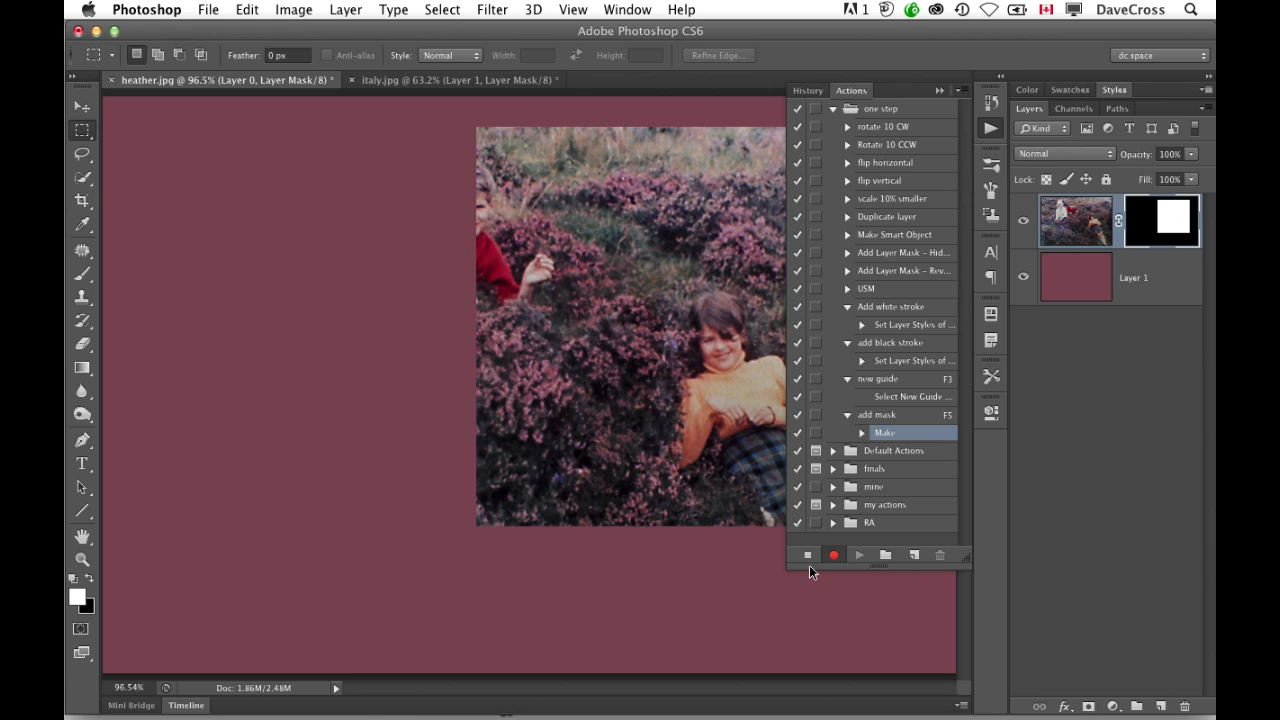 Photoshop File Edit Image Layer Type Select Filter 3D View Window Help 1 DaveCross
Adobe Photoshop CS6
Feather: 0 px Anti-alias Style: Normal Width: Height: Refine Edge... dc space
× heather.jpg @ 96.5% (Layer 0, Layer Mask/8) * × italy.jpg @ 63.2% (Layer 1, Layer Mask/8) *
History Actions
Color Swatches Styles
Layers Channels Paths
Kind
Normal Opacity: 100%
Lock: Fill: 100%
Layer 1
one step
rotate 10 CW
Rotate 10 CCW
flip horizontal
flip vertical
scale 10% smaller
Duplicate layer
Make Smart Object
Add Layer Mask – Hid...
Add Layer Mask – Rev...
USM
Add white stroke
Set Layer Styles of ...
add black stroke
Set Layer Styles of ...
new guide F3
Select New Guide ...
add mask F5
Make
Default Actions
finals
mine
my actions
RA
96.54% Doc: 1.86M/2.48M
Mini Bridge Timeline